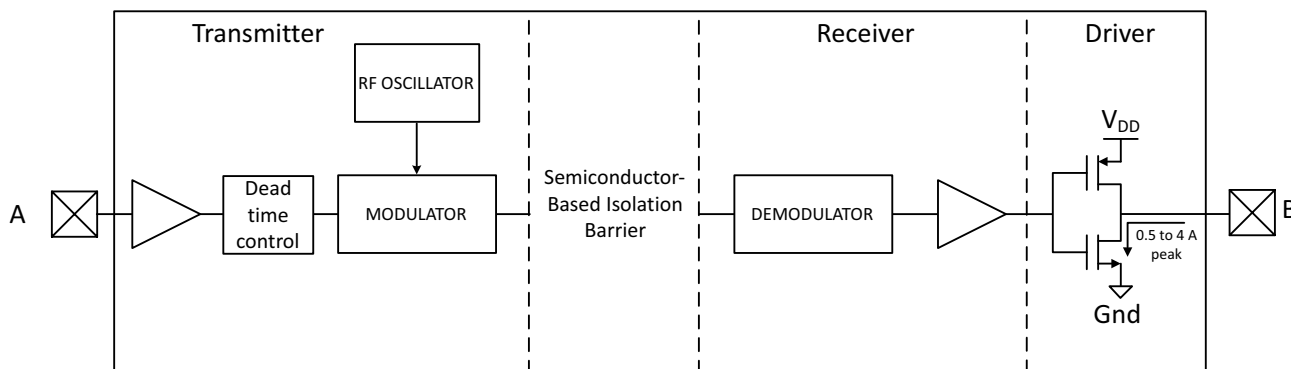 Transmitter
Receiver
Driver
RF OSCILLATOR
V_DD
A
Dead
time
control
MODULATOR
Semiconductor-
Based Isolation
Barrier
DEMODULATOR
B
0.5 to 4 A
peak
Gnd